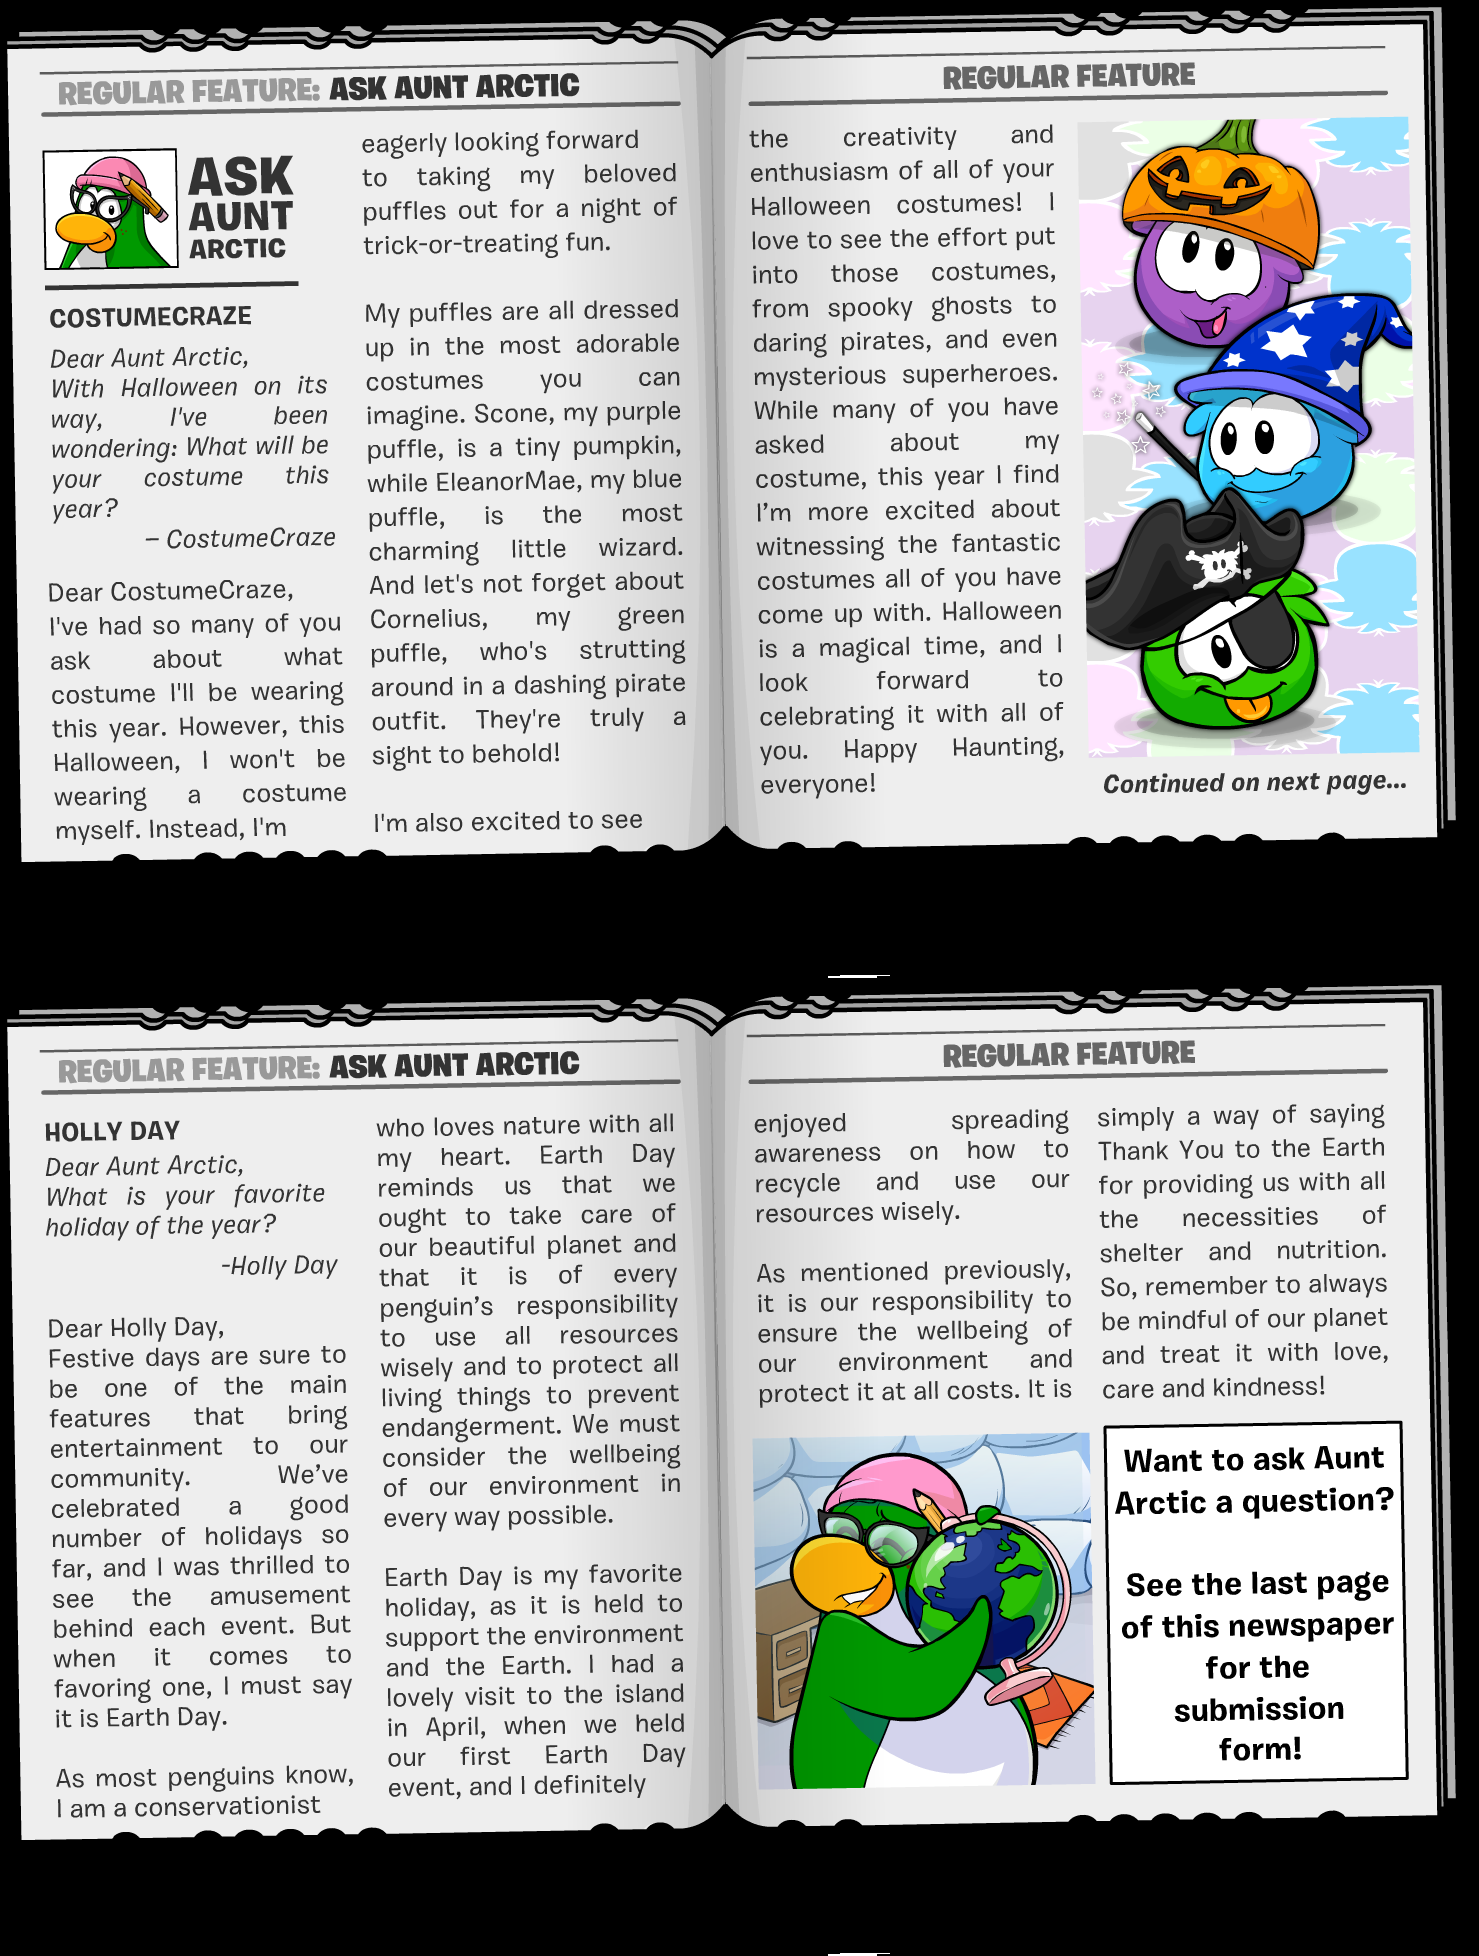 REGULAR FEATURE: ASK AUNT ARCTIC
ASK
AUNT
ARCTIC
COSTUMECRAZE
Dear Aunt Arctic,
With Halloween on its
way, I've been
wondering: What will be
your costume this
year?
– CostumeCraze
Dear CostumeCraze,
I've had so many of you
ask about what
costume I'll be wearing
this year. However, this
Halloween, I won't be
wearing a costume
myself. Instead, I'm
eagerly looking forward
to taking my beloved
puffles out for a night of
trick-or-treating fun.
My puffles are all dressed
up in the most adorable
costumes you can
imagine. Scone, my purple
puffle, is a tiny pumpkin,
while EleanorMae, my blue
puffle, is the most
charming little wizard.
And let's not forget about
Cornelius, my green
puffle, who's strutting
around in a dashing pirate
outfit. They're truly a
sight to behold!
I'm also excited to see
REGULAR FEATURE
the creativity and
enthusiasm of all of your
Halloween costumes! I
love to see the effort put
into those costumes,
from spooky ghosts to
daring pirates, and even
mysterious superheroes.
While many of you have
asked about my
costume, this year I find
I’m more excited about
witnessing the fantastic
costumes all of you have
come up with. Halloween
is a magical time, and I
look forward to
celebrating it with all of
you. Happy Haunting,
everyone!
Continued on next page...
REGULAR FEATURE: ASK AUNT ARCTIC
HOLLY DAY
Dear Aunt Arctic,
What is your favorite
holiday of the year?
-Holly Day
Dear Holly Day,
Festive days are sure to
be one of the main
features that bring
entertainment to our
community. We’ve
celebrated a good
number of holidays so
far, and I was thrilled to
see the amusement
behind each event. But
when it comes to
favoring one, I must say
it is Earth Day.
As most penguins know,
I am a conservationist
who loves nature with all
my heart. Earth Day
reminds us that we
ought to take care of
our beautiful planet and
that it is of every
penguin’s responsibility
to use all resources
wisely and to protect all
living things to prevent
endangerment. We must
consider the wellbeing
of our environment in
every way possible.
Earth Day is my favorite
holiday, as it is held to
support the environment
and the Earth. I had a
lovely visit to the island
in April, when we held
our first Earth Day
event, and I definitely
REGULAR FEATURE
enjoyed spreading
awareness on how to
recycle and use our
resources wisely.
As mentioned previously,
it is our responsibility to
ensure the wellbeing of
our environment and
protect it at all costs. It is
simply a way of saying
Thank You to the Earth
for providing us with all
the necessities of
shelter and nutrition.
So, remember to always
be mindful of our planet
and treat it with love,
care and kindness!
Want to ask Aunt
Arctic a question?
See the last page
of this newspaper
for the
submission
form!